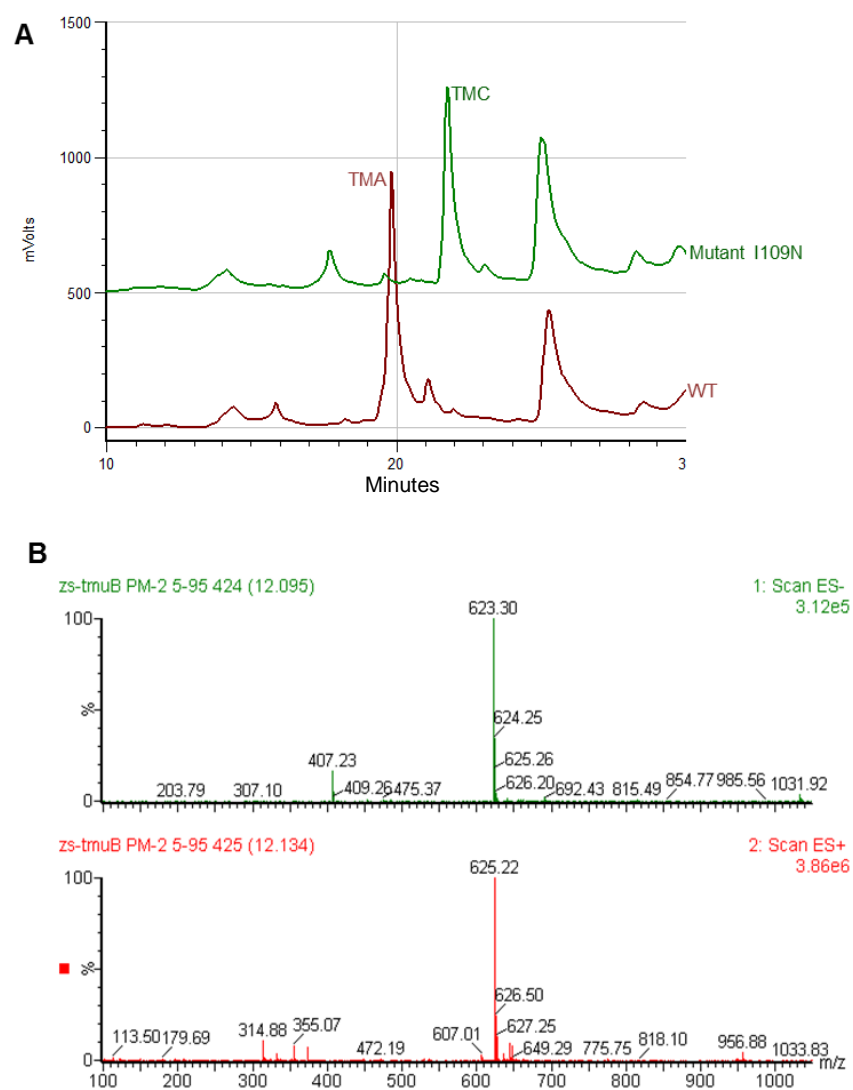 A
1500
TMC
1000
TMA
mVolts
Mutant I109N
500
WT
0
10
20
3
Minutes
B
zs-tmuB PM-2 5-95 424 (12.095)
1: Scan ES-
3.12e5
100
623.30
%
624.25
625.26
626.20
407.23
203.79
307.10
409.26
475.37
692.43
815.49
854.77
985.56
1031.92
0
zs-tmuB PM-2 5-95 425 (12.134)
2: Scan ES+
3.86e6
100
625.22
%
626.50
627.25
113.50
179.69
314.88
355.07
472.19
607.01
649.29
775.75
818.10
956.88
1033.83
0
m/z
100 200 300 400 500 600 700 800 900 1000